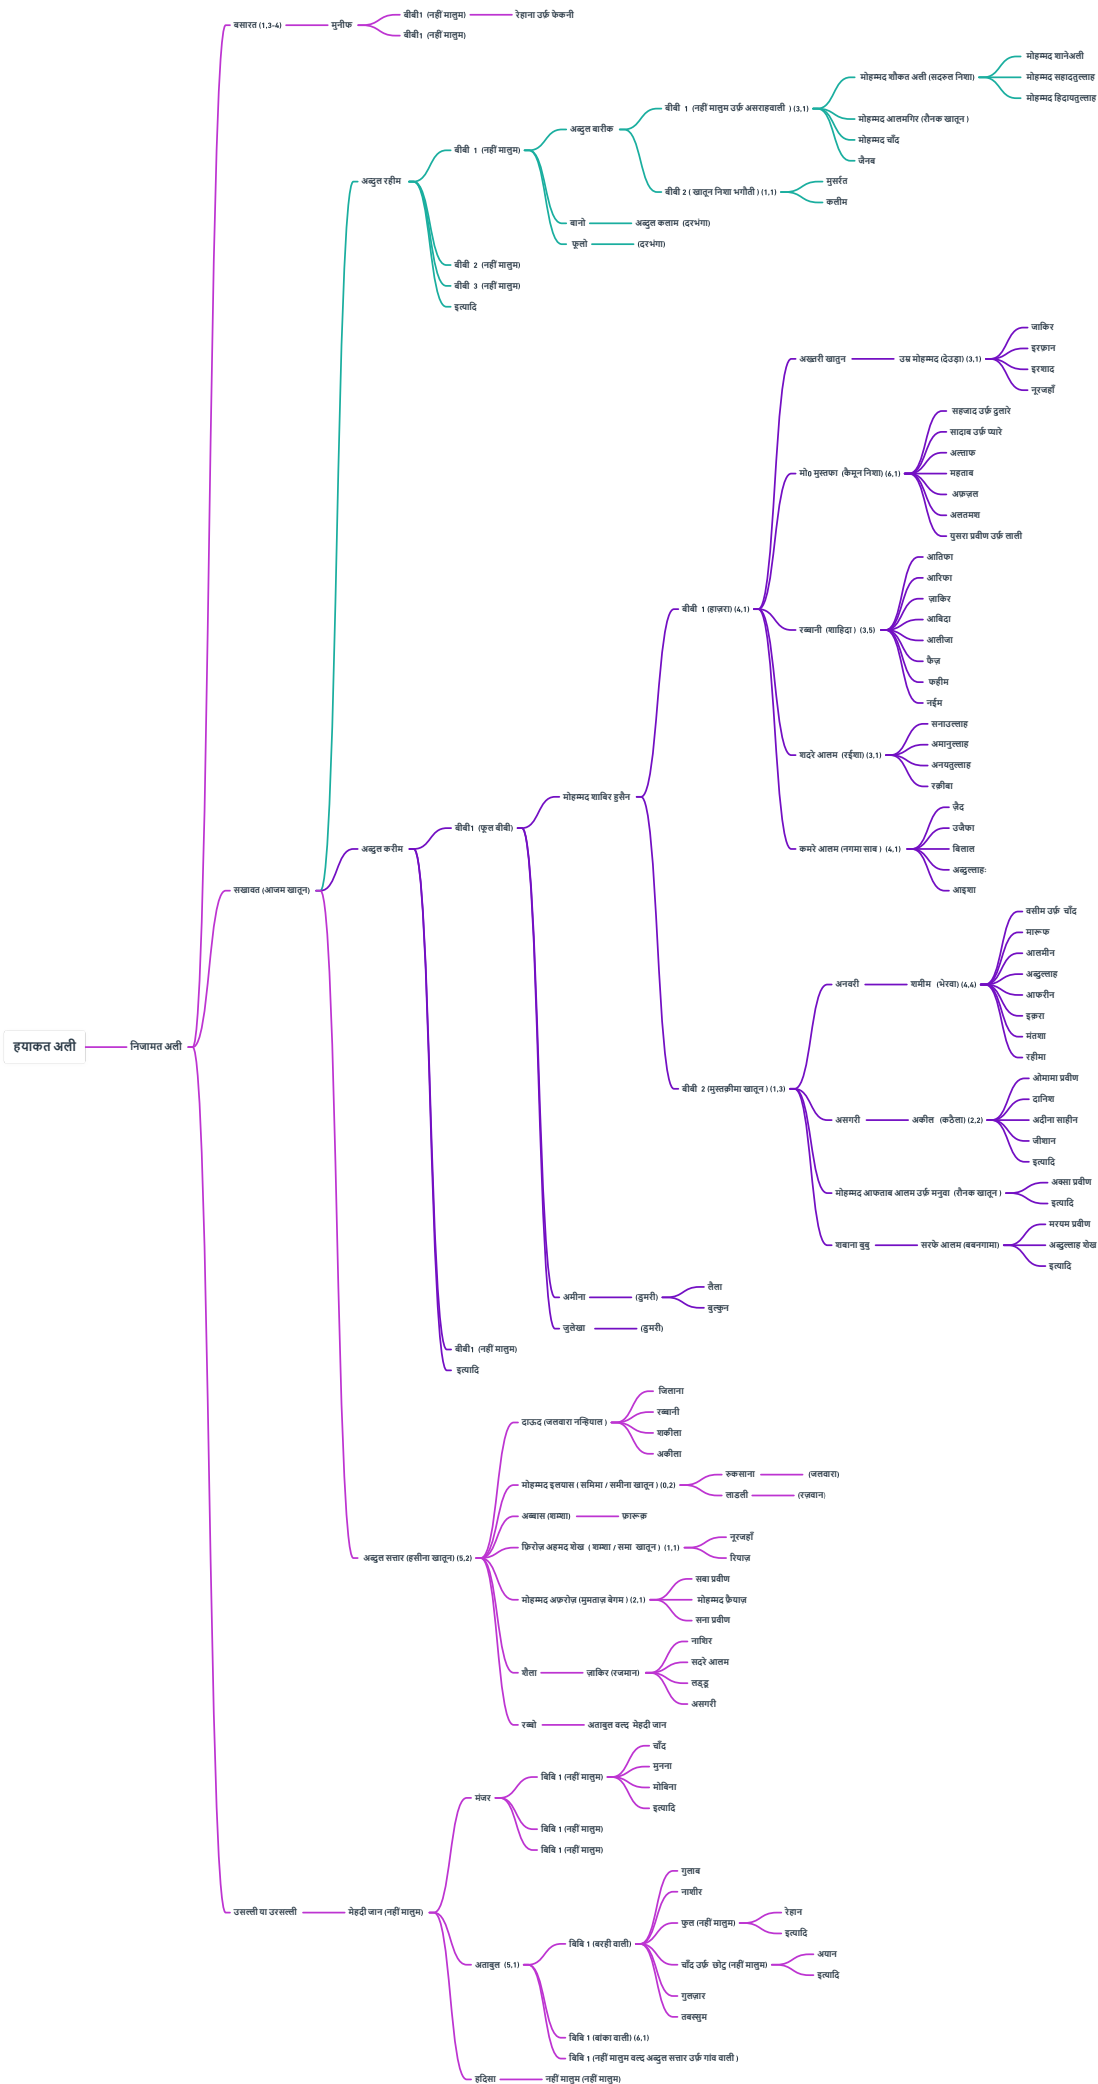 बसारत (1,3-4)
मुनीफ
बीबी1 (नहीं मालुम)
रेहाना उर्फ़ फेकनी
बीबी1 (नहीं मालुम)
मोहम्मद शानेअली
मोहम्मद शौकत अली (सदरुल निशा)
मोहम्मद सहादतुल्लाह
मोहम्मद हिदायतुल्लाह
बीबी 1 (नहीं मालुम उर्फ़ असराहवाली ) (3,1)
मोहम्मद आलमगिर (रौनक खातून )
अब्दुल बारीक
मोहम्मद चाँद
जैनब
बीबी 1 (नहीं मालुम)
अब्दुल रहीम
बीबी 2 ( खातून निशा भगौती ) (1,1)
मुसर्रत
कलीम
बानो
अब्दुल कलाम (दरभंगा)
फूलो
(दरभंगा)
बीबी 2 (नहीं मालुम)
बीबी 3 (नहीं मालुम)
इत्यादि
जाकिर
इरफ़ान
अख्तरी खातुन
उम्र मोहम्मद (देउड़ा) (3,1)
इरशाद
नूरजहाँ
सहजाद उर्फ़ दुलारे
सादाब उर्फ़ प्यारे
अल्ताफ
मो0 मुस्तफा (कैमून निशा) (6,1)
महताब
अफ़ज़ल
अलतमश
युसरा प्रवीण उर्फ़ लाली
आतिफा
आरिफा
ज़ाकिर
बीबी 1 (हाज़रा) (4,1)
आबिदा
रब्बानी (शाहिदा ) (3,5)
आलीजा
फैज़
फहीम
नईम
सनाउल्लाह
अमानुल्लाह
शदरे आलम (रईशा) (3,1)
अनयतुल्लाह
रक़ीबा
मोहम्मद शाबिर हुसैन
ज़ैद
उजैफा
बीबी1 (फूल बीबी)
अब्दुल करीम
कमरे आलम (नगमा साब ) (4,1)
बिलाल
अब्दुल्लाहः
आइशा
सखावत (आजम खातून)
वसीम उर्फ़ चाँद
मारूफ
आलमीन
अब्दुल्लाह
अनवरी
शमीम (भेरवा) (4,4)
आफरीन
इक़रा
मंतशा
रहीमा
हयाकत अली
निजामत अली
बीबी 2 (मुस्तक़ीमा खातून ) (1,3)
ओमामा प्रवीण
दानिश
असगरी
अकील (कठैला) (2,2)
अदीना साहीन
जीशान
इत्यादि
मोहम्मद आफताब आलम उर्फ़ मनुवा (रौनक खातून )
अक्सा प्रवीण
इत्यादि
मरयम प्रवीण
शबाना बुबु
सरफे आलम (बबनगामा)
अब्दुल्लाह शेख
इत्यादि
अमीना
(डुमरी)
लैला
बुल्कुन
जुलेखा
(डुमरी)
बीबी1 (नहीं मालुम)
इत्यादि
जिलाना
रब्बानी
दाऊद (जलवारा नन्हियाल )
शकीला
अकीला
रुकसाना
(जलवारा)
मोहम्मद इलयास ( समिमा / समीना खातून ) (0,2)
लाडली
(रज़वान)
अब्बास (शम्शा)
फ़ारूक़
नूरजहाँ
फ़िरोज़ अहमद शेख ( शम्शा / समा खातून ) (1,1)
अब्दुल सत्तार (हसीना खातून) (5,2)
रियाज़
सबा प्रवीण
मोहम्मद अफ़रोज़ (मुमताज़ बेगम ) (2,1)
मोहम्मद फ़ैयाज़
सना प्रवीण
नाशिर
सदरे आलम
शैला
ज़ाकिर (रजमान)
लड्डू
असगरी
रब्बो
अताबुल वल्द मेहदी जान
चाँद
मुनना
बिबि 1 (नहीं मालुम)
मोबिना
मंजर
इत्यादि
बिबि 1 (नहीं मालुम)
बिबि 1 (नहीं मालुम)
गुलाब
नाशीर
उसल्ली या उरसल्ली
मेहदी जान (नहीं मालुम)
फुल (नहीं मालुम)
रेहान
इत्यादि
बिबि 1 (बरही वाली)
अताबुल (5,1)
चाँद उर्फ़ छोटु (नहीं मालुम)
अयान
इत्यादि
गुलज़ार
तबस्सुम
बिबि 1 (बांका वाली) (6,1)
बिबि 1 (नहीं मालुम वल्द अब्दुल सत्तार उर्फ़ गांव वाली )
हदिसा
नहीं मालुम (नहीं मालुम)